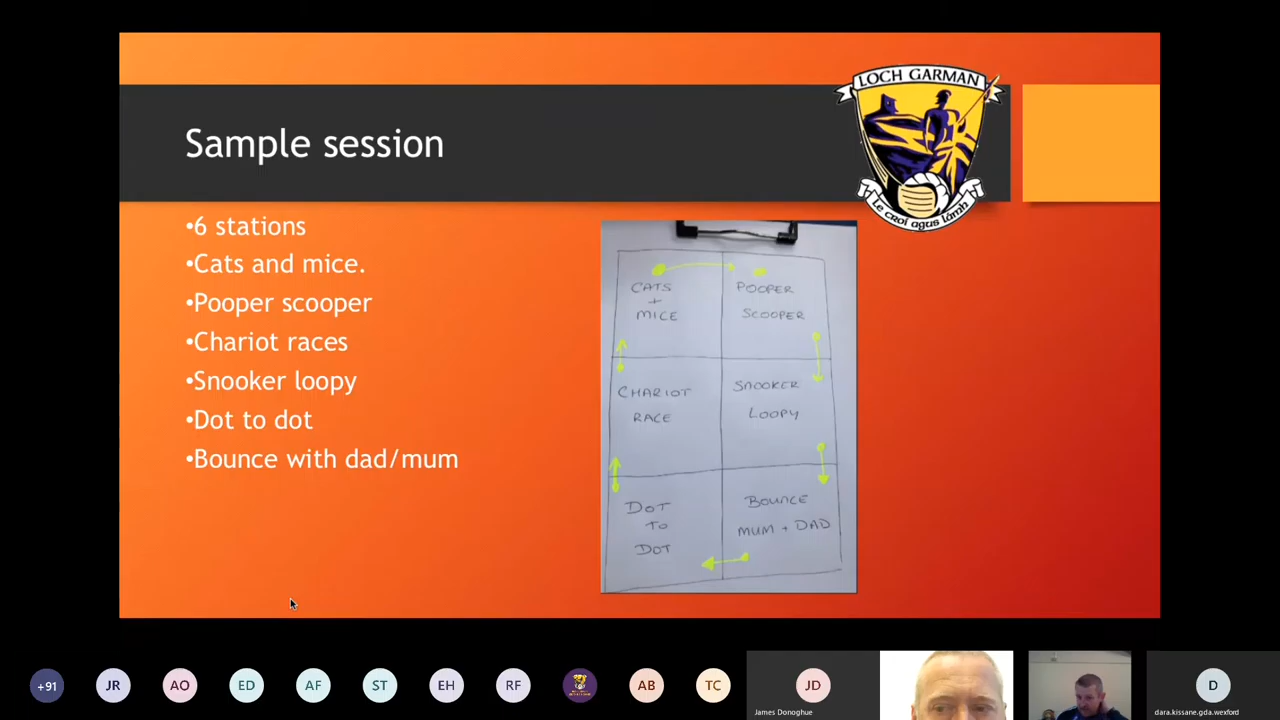 LOCH GARMAN
Le croí agus lámh
Sample session
•6 stations
•Cats and mice.
•Pooper scooper
•Chariot races
•Snooker loopy
•Dot to dot
•Bounce with dad/mum
CATS
+
MICE
POOPER
SCOOPER
CHARIOT
RACE
SNOOKER
LOOPY
DOT
TO
DOT
BOUNCE
MUM + DAD
+91
JR
AO
ED
AF
ST
EH
RF
AB
TC
JD
James Donoghue
D
dara.kissane.gda.wexford